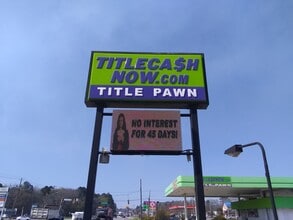 TITLECA$H
NOW.COM
TITLE PAWN
NO INTEREST
FOR 45 DAYS!